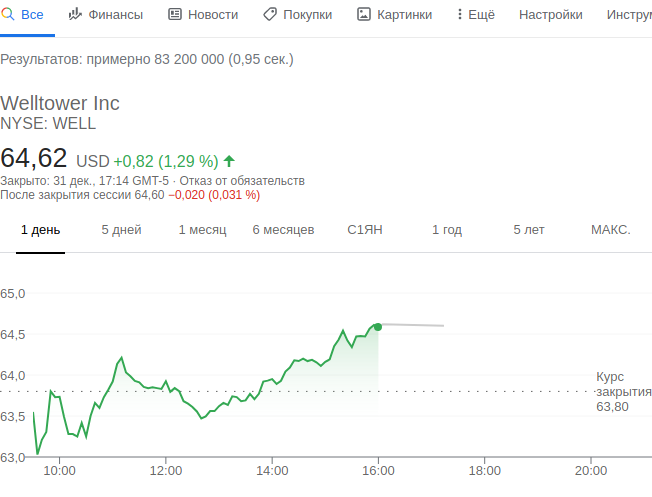 Все Финансы Новости Покупки Картинки Ещё Настройки
Результатов: примерно 83 200 000 (0,95 сек.)
Welltower Inc
NYSE: WELL
64,62 USD +0,82 (1,29 %)
Закрыто: 31 дек., 17:14 GMT-5 · Отказ от обязательств
После закрытия сессии 64,60 −0,020 (0,031 %)
1 день 5 дней 1 месяц 6 месяцев С1ЯН 1 год 5 лет МАКС.
65,0
64,5
64,0
Курс
закрытия
63,80
63,5
63,0
10:00 12:00 14:00 16:00 18:00 20:00